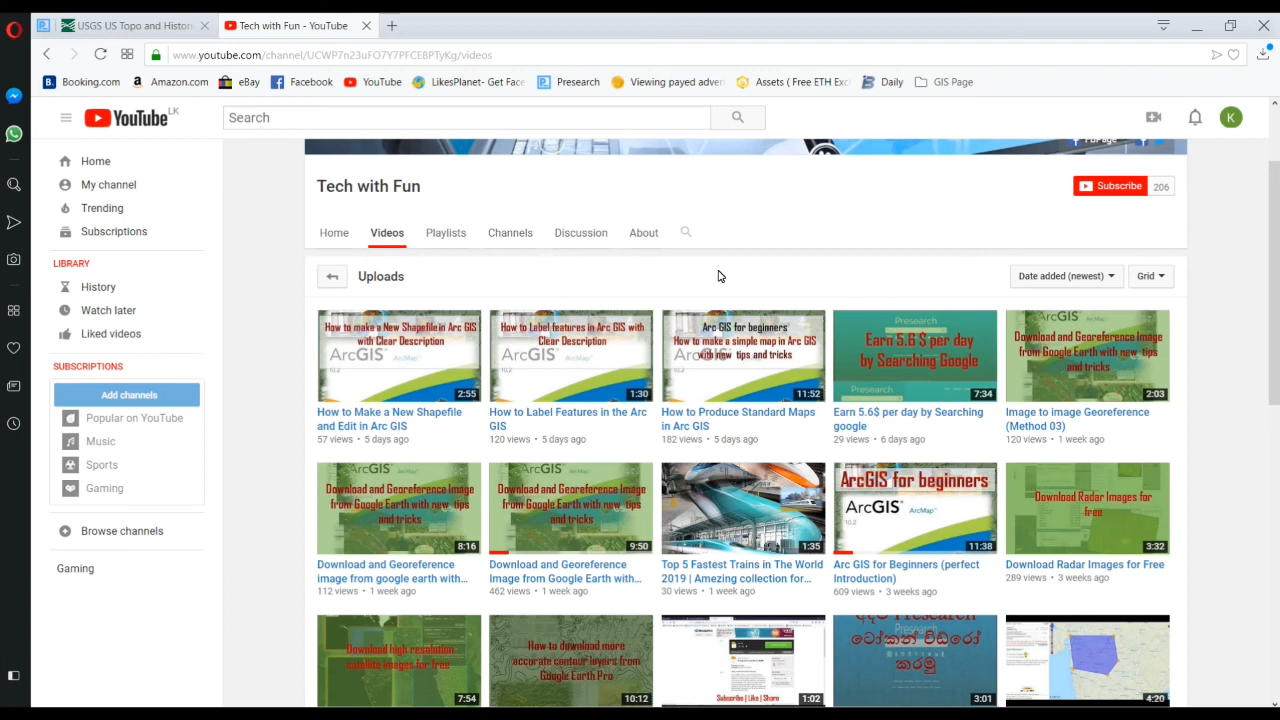 USGS US Topo and Histori
Tech with Fun - YouTube
www.youtube.com/channel/UCWP7n23uFO7Y7PFCE8PTyKg/videos
Booking.com
Amazon.com
eBay
Facebook
YouTube
LikesPlanet- Get Face
Presearch
Viewing payed adver
Assets ( Free ETH Exc
Daily
GIS Page
YouTube LK
Search
K
Home
My channel
Trending
Subscriptions
LIBRARY
History
Watch later
Liked videos
SUBSCRIPTIONS
Add channels
Popular on YouTube
Music
Sports
Gaming
Browse channels
Gaming
Tech with Fun
Subscribe 206
Home Videos Playlists Channels Discussion About
Uploads
Date added (newest)
Grid
How to make a New Shapefile in Arc GIS
with Clear Description
ArcGIS ArcMap
10.2
2:55
How to Make a New Shapefile
and Edit in Arc GIS
57 views • 5 days ago
How to Label features in Arc GIS with
Clear Description
ArcGIS ArcMap
10.2
1:30
How to Label Features in the Arc
GIS
120 views • 5 days ago
Arc GIS for beginners
How to make a simple map in Arc GIS
with new tips and tricks
10.2
11:52
How to Produce Standard Maps
in Arc GIS
182 views • 5 days ago
Presearch
Earn 5.6 $ per day
by Searching Google
Presearch
7:34
Earn 5.6$ per day by Searching
google
29 views • 6 days ago
ArcGIS
Download and Georeference Image
from Google Earth with new tips
and tricks
2:03
Image to image Georeference
(Method 03)
120 views • 1 week ago
ArcGIS
Download and Georeference Image
from Google Earth with new tips
and tricks
8:16
Download and Georeference
image from google earth with...
112 views • 1 week ago
ArcGIS
Download and Georeference Image
from Google Earth with new tips
and tricks
9:50
Download and Georeference
Image from Google Earth with...
462 views • 1 week ago
1:35
Top 5 Fastest Trains in The World
2019 | Amezing collection for...
30 views • 1 week ago
ArcGIS for beginners
ArcGIS ArcMap
10.2
11:38
Arc GIS for Beginners (perfect
Introduction)
609 views • 3 weeks ago
Download Radar Images for
free
3:32
Download Radar Images for Free
289 views • 3 weeks ago
Download high resolution
satellite images for free
7:54
How to download more
accurate contour layers from
Google Earth Pro
10:12
Subscribe | Like | Share
1:02
Presearch
ටෝකන් විඩ්රෝ
කරමු
3:01
4:20